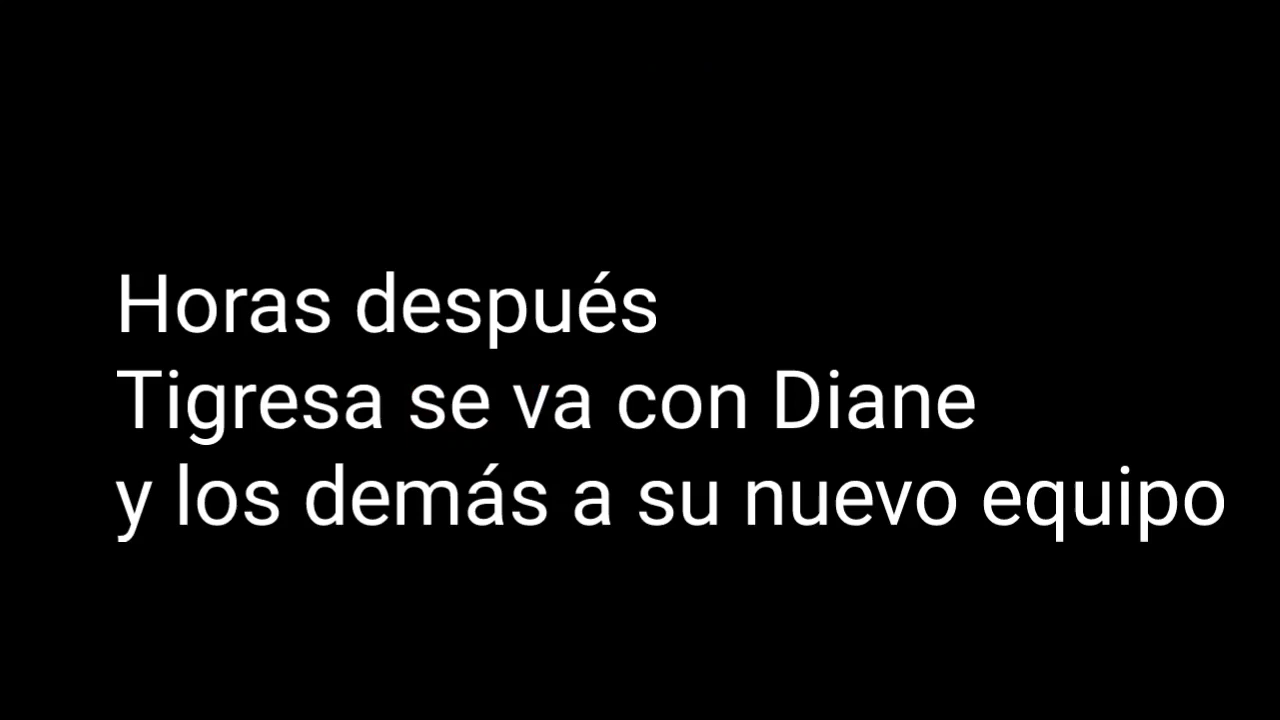 Horas después
Tigresa se va con Diane
y los demás a su nuevo equipo